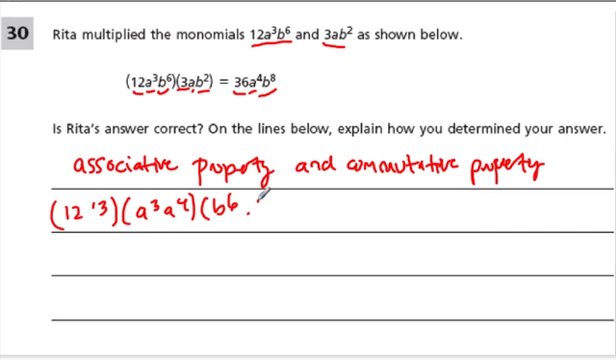 30 Rita multiplied the monomials 12a³b⁶ and 3ab² as shown below.
(12a³b⁶)(3ab²) = 36a⁴b⁸
Is Rita's answer correct? On the lines below, explain how you determined your answer.
associative property and commutative property
(12 · 3)(a³a⁴)(b⁶ ·